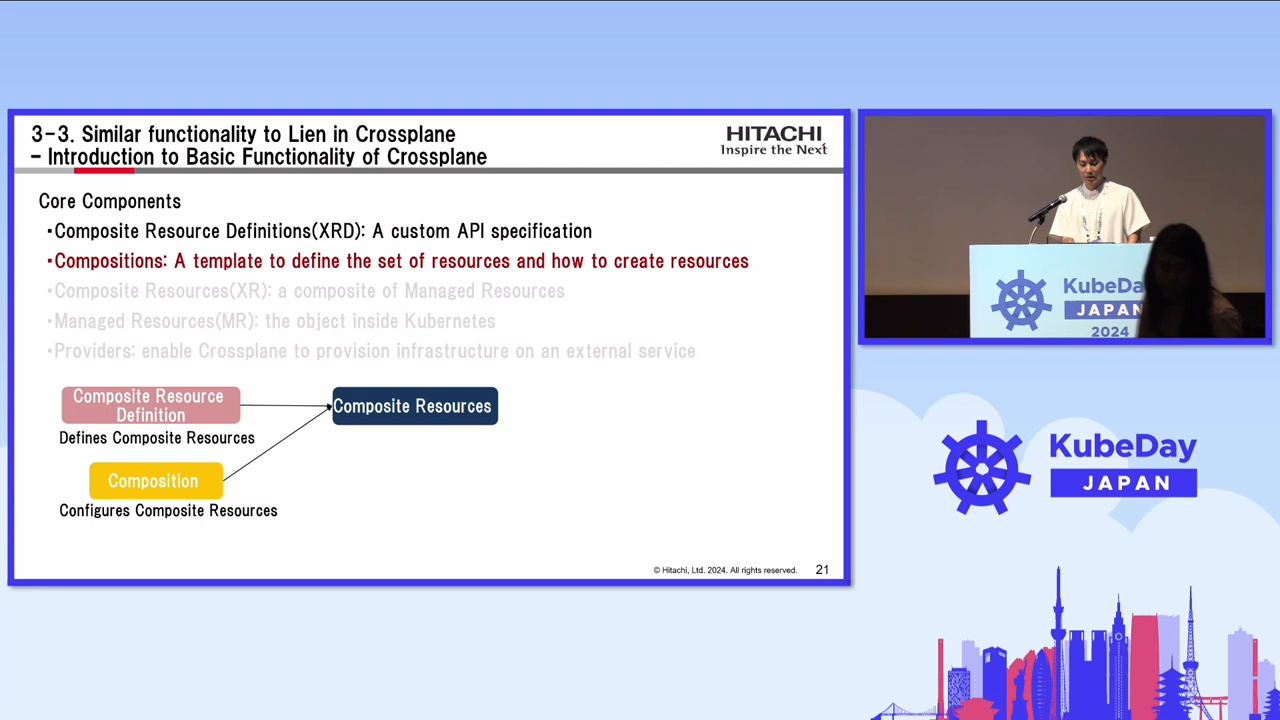 3-3. Similar functionality to Lien in Crossplane
- Introduction to Basic Functionality of Crossplane
HITACHI
Inspire the Next
Core Components
・Composite Resource Definitions(XRD): A custom API specification
・Compositions: A template to define the set of resources and how to create resources
・Composite Resources(XR): a composite of Managed Resources
・Managed Resources(MR): the object inside Kubernetes
・Providers: enable Crossplane to provision infrastructure on an external service
Composite Resource
Definition
Defines Composite Resources
Composite Resources
Composition
Configures Composite Resources
© Hitachi, Ltd. 2024. All rights reserved.
21
KubeDa
JAPAN
2024
KubeDay
JAPAN